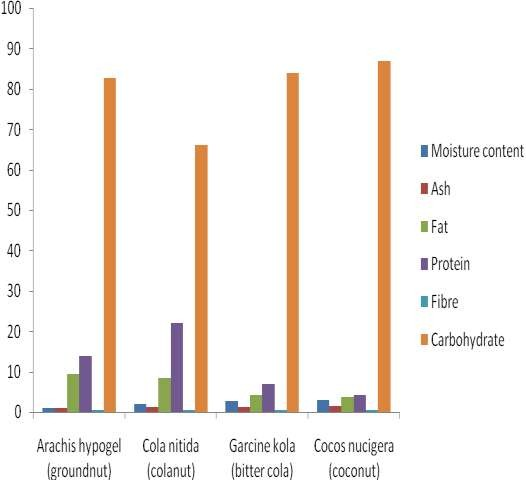 100
90
80
70
60
50
40
30
20
10
0
Arachis hypogel
(groundnut)
Cola nitida
(colanut)
Garcine kola
(bitter cola)
Cocos nucigera
(coconut)
Moisture content
Ash
Fat
Protein
Fibre
Carbohydrate